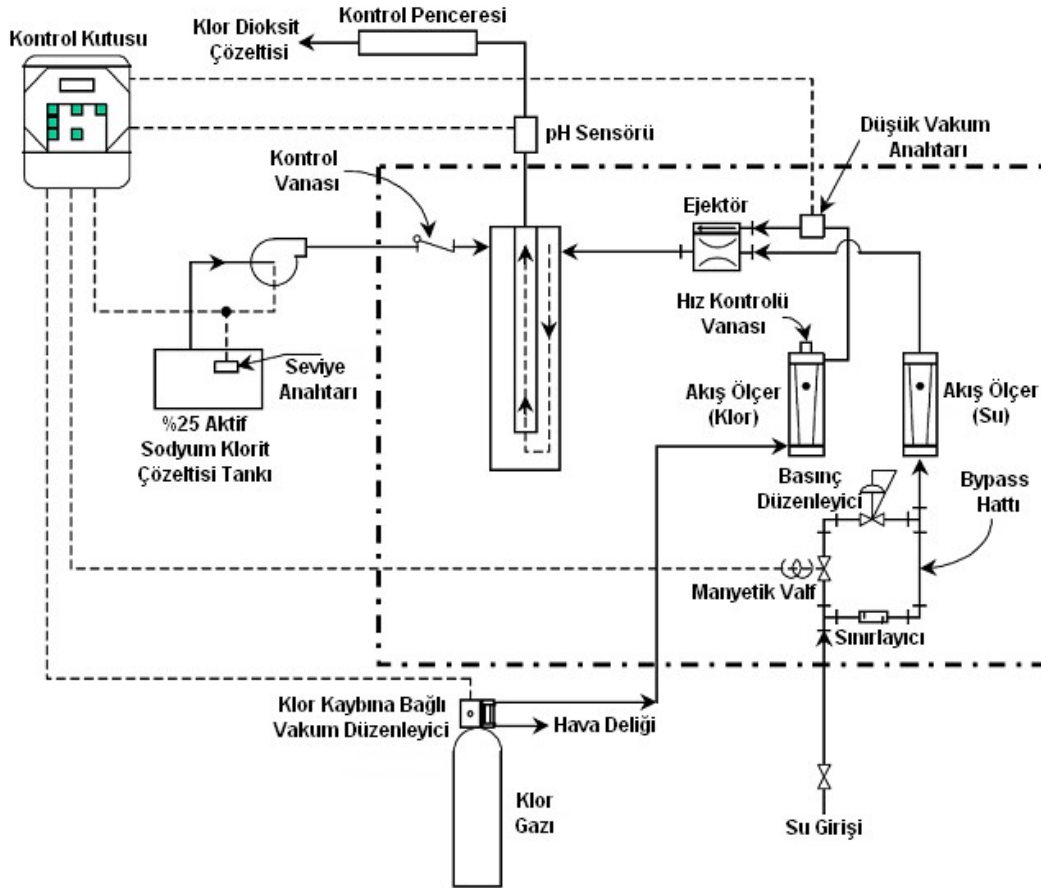 Kontrol Penceresi
Klor Dioksit
Çözeltisi
Kontrol Kutusu
pH Sensörü
Düşük Vakum
Anahtarı
Kontrol
Vanası
Ejektör
Hız Kontrolü
Vanası
Seviye
Anahtarı
Akış Ölçer
(Klor)
Akış Ölçer
(Su)
%25 Aktif
Sodyum Klorit
Çözeltisi Tankı
Basınç
Düzenleyici
Bypass
Hattı
Manyetik Valf
Sınırlayıcı
Klor Kaybına Bağlı
Vakum Düzenleyici
Hava Deliği
Klor
Gazı
Su Girişi